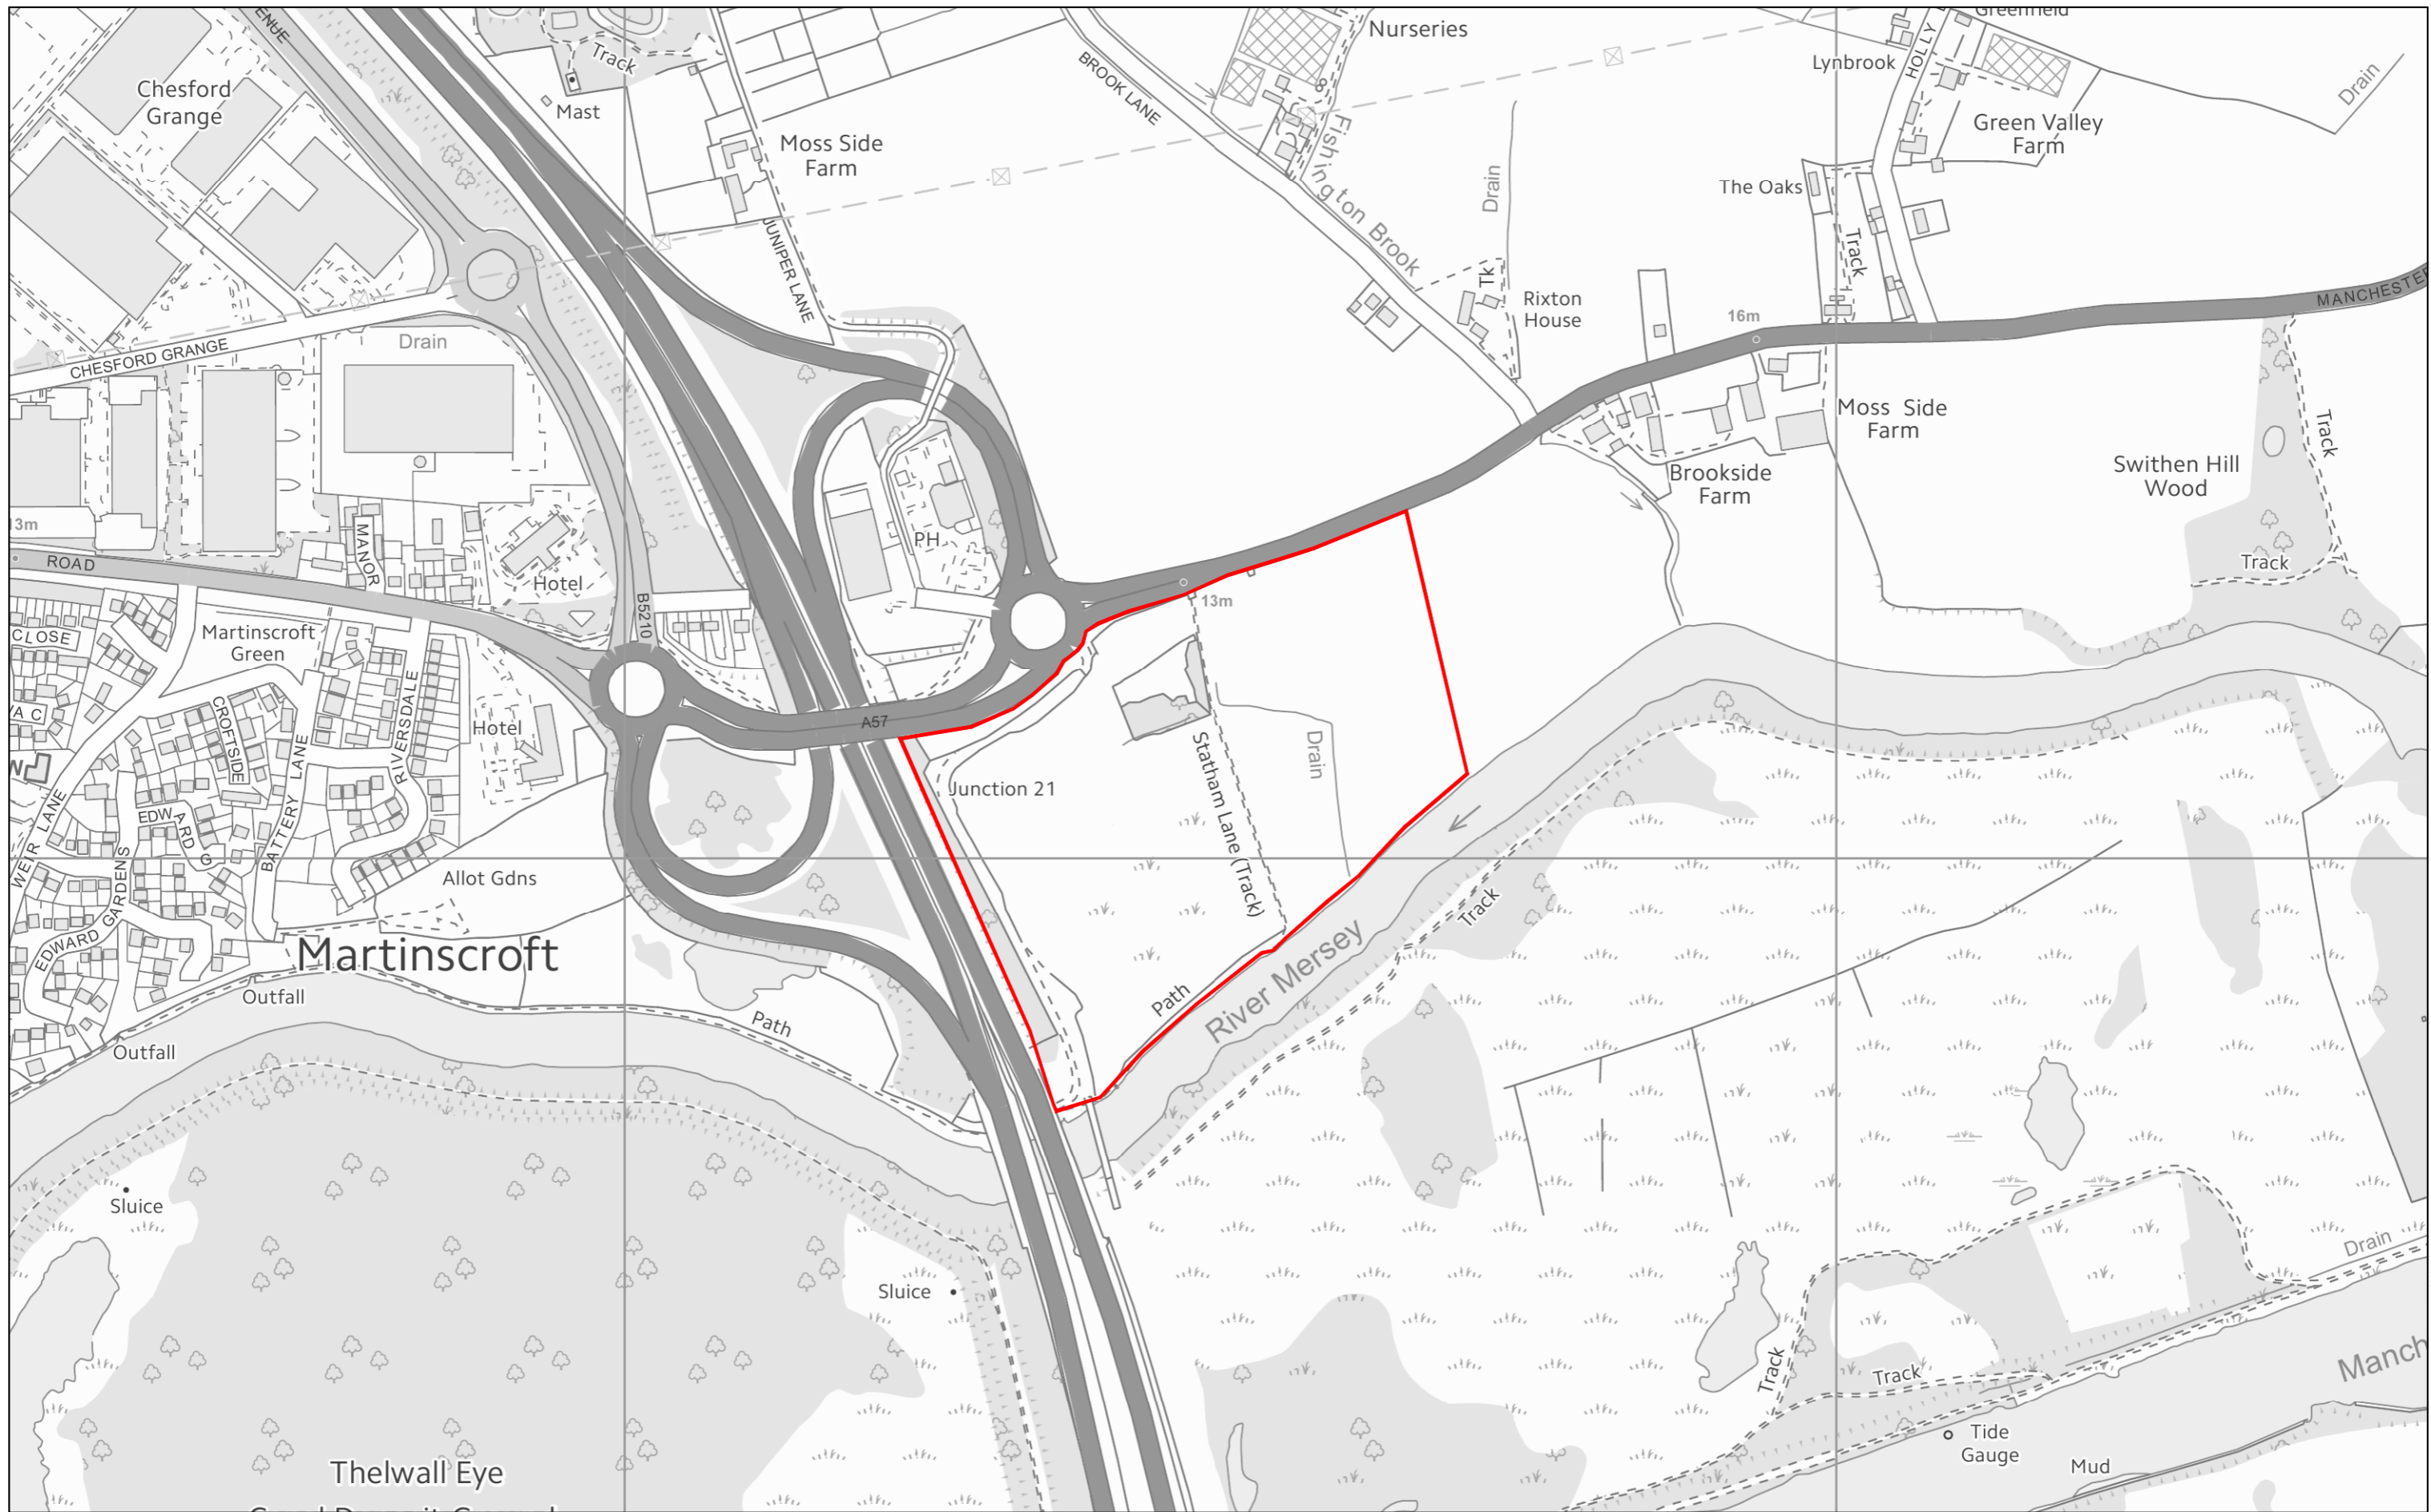 ENUE
Chesford
Grange
Track
Mast
Moss Side
Farm
JUNIPER LANE
BROOK LANE
Nurseries
Fishington Brook
Drain
Tk
Rixton
House
Lynbrook
HOLLY
Greenfield
Drain
Green Valley
Farm
The Oaks
Track
16m
MANCHESTE
CHESFORD GRANGE
Drain
Moss Side
Farm
Brookside
Farm
Swithen Hill
Wood
Track
Track
13m
ROAD
MANOR
Hotel
B5210
PH
13m
CLOSE
Martinscroft
Green
CROFTSIDE
RIVERSDALE
Hotel
A57
Junction 21
Statham Lane (Track)
Drain
WEIR LANE
EDWARD G
BATTERY LANE
EDWARD GARDENS
Allot Gdns
Martinscroft
Outfall
Outfall
Path
Path
River Mersey
Track
Sluice
Sluice
Drain
Track
Track
Manch
Tide
Gauge
Mud
Thelwall Eye